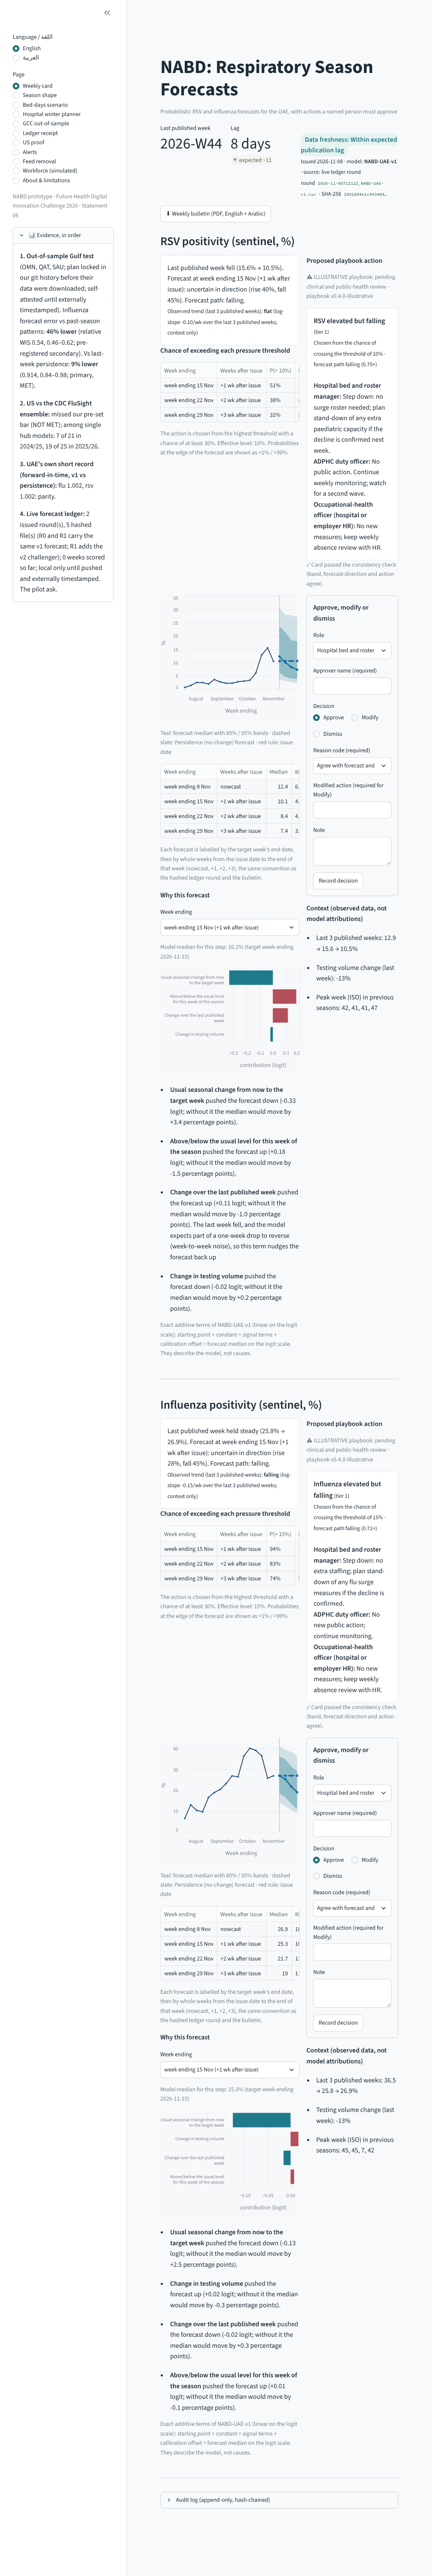 Language / اللغة
English
العربية
Page
Weekly card
Season shape
Bed-days scenario
Hospital winter planner
GCC out-of-sample
Ledger receipt
US proof
Alerts
Feed removal
Workforce (simulated)
About & limitations
NABD prototype · Future Health Digital
Innovation Challenge 2026 · Statement
06
Evidence, in order
1. Out-of-sample Gulf test
(OMN, QAT, SAU; plan locked in
our git history before their
data were downloaded; self-
attested until externally
timestamped). Influenza
forecast error vs past-season
patterns: 46% lower (relative
WIS 0.54, 0.46–0.62; pre-
registered secondary). Vs last-
week persistence: 9% lower
(0.914, 0.84–0.98; primary,
MET).
2. US vs the CDC FluSight
ensemble: missed our pre-set
bar (NOT MET); among single
hub models: 7 of 21 in
2024/25, 19 of 25 in 2025/26.
3. UAE's own short record
(forward-in-time, v1 vs
persistence): flu 1.002, rsv
1.002: parity.
4. Live forecast ledger: 2
issued round(s), 5 hashed
file(s) (R0 and R1 carry the
same v1 forecast; R1 adds the
v2 challenger); 0 weeks scored
so far; local only until pushed
and externally timestamped.
The pilot ask.
NABD: Respiratory Season
Forecasts
Probabilistic RSV and influenza forecasts for the UAE, with actions a named person must approve
Last published week
2026-W44
Lag
8 days
↑ expected ~11
Data freshness: Within expected
publication lag
Issued 2026-11-08 · model: NABD-UAE-v1
· source: live ledger round
⬇ Weekly bulletin (PDF, English + Arabic)
RSV positivity (sentinel, %)
Last published week fell (15.6% → 10.5%).
Forecast at week ending 15 Nov (+1 wk after
issue): uncertain in direction (rise 40%, fall
45%). Forecast path: falling.
Observed trend (last 3 published weeks): flat (log-
slope -0.10/wk over the last 3 published weeks;
context only)
Chance of exceeding each pressure threshold
Week ending Weeks after issue P(> 10%)
week ending 15 Nov +1 wk after issue 51%
week ending 22 Nov +2 wk after issue 38%
week ending 29 Nov +3 wk after issue 32%
The action is chosen from the highest threshold with a
chance of at least 30%. Effective level: 10%. Probabilities
at the edge of the forecast are shown as <1% / >99%.
Proposed playbook action
⚠ ILLUSTRATIVE playbook: pending
clinical and public-health review ·
playbook v0.4.0-illustrative
RSV elevated but falling
(tier 1)
Chosen from the chance of
crossing the threshold of 10% ·
forecast path falling (0.70×)
Hospital bed and roster
manager: Step down: no
surge roster needed; plan
stand-down of any extra
paediatric capacity if the
decline is confirmed next
week.
ADPHC duty officer: No
public action. Continue
weekly monitoring; watch
for a second wave.
Occupational-health
officer (hospital or
employer HR): No new
measures; keep weekly
absence review with HR.
✓ Card passed the consistency check
(band, forecast direction and action
agree).
35
30
25
20
15
10
5
0
%
August September October November
Week ending
Teal: forecast median with 80% / 95% bands · dashed
slate: Persistence (no-change) forecast · red rule: issue
date
Week ending Weeks after issue Median
week ending 8 Nov nowcast 12.4
week ending 15 Nov +1 wk after issue 10.1
week ending 22 Nov +2 wk after issue 8.4
week ending 29 Nov +3 wk after issue 7.4
Each forecast is labelled by the target week's end date,
then by whole weeks from the issue date to the end of
that week (nowcast, +1, +2, +3), the same convention as
the hashed ledger round and the bulletin.
Why this forecast
Week ending
week ending 15 Nov (+1 wk after issue)
Model median for this step: 10.1% (target week ending
2026-11-15)
Usual seasonal change from now to the target week
Above/below the usual level for this week of the season
Change over the last published week
Change in testing volume
−0.3 −0.2 −0.1 0.0 0.1 0.2
contribution (logit)
Usual seasonal change from now to the
target week pushed the forecast down (-0.33
logit; without it the median would move by
+3.4 percentage points).
Above/below the usual level for this week of
the season pushed the forecast up (+0.18
logit; without it the median would move by
-1.5 percentage points).
Change over the last published week pushed
the forecast up (+0.11 logit; without it the
median would move by -1.0 percentage
points). The last week fell, and the model
expects part of a one-week drop to reverse
(week-to-week noise), so this term nudges the
forecast back up
Change in testing volume pushed the
forecast down (-0.02 logit; without it the
median would move by +0.2 percentage
points).
Exact additive terms of NABD-UAE-v1 (linear on the logit
scale): starting point + constant + signal terms +
calibration offset = forecast median on the logit scale.
They describe the model, not causes.
Approve, modify or
dismiss
Role
Hospital bed and roster
Approver name (required)
Decision
Approve
Modify
Dismiss
Reason code (required)
Agree with forecast and
Modified action (required for
Modify)
Note
Record decision
Context (observed data, not
model attributions)
Last 3 published weeks: 12.9
→ 15.6 → 10.5%
Testing volume change (last
week): -13%
Peak week (ISO) in previous
seasons: 42, 41, 41, 47
Influenza positivity (sentinel, %)
Last published week held steady (25.8% →
26.9%). Forecast at week ending 15 Nov (+1
wk after issue): uncertain in direction (rise
28%, fall 45%). Forecast path: falling.
Observed trend (last 3 published weeks): falling (log-
slope -0.15/wk over the last 3 published weeks;
context only)
Chance of exceeding each pressure threshold
Week ending Weeks after issue P(> 15%)
week ending 15 Nov +1 wk after issue 94%
week ending 22 Nov +2 wk after issue 83%
week ending 29 Nov +3 wk after issue 74%
The action is chosen from the highest threshold with a
chance of at least 30%. Effective level: 15%. Probabilities
at the edge of the forecast are shown as <1% / >99%.
Proposed playbook action
⚠ ILLUSTRATIVE playbook: pending
clinical and public-health review ·
playbook v0.4.0-illustrative
Influenza elevated but
falling (tier 1)
Chosen from the chance of
crossing the threshold of 15% ·
forecast path falling (0.71×)
Hospital bed and roster
manager: Step down: no
extra staffing; plan stand-
down of any flu surge
measures if the decline is
confirmed.
ADPHC duty officer: No
new public action;
continue monitoring.
Occupational-health
officer (hospital or
employer HR): No new
measures; keep weekly
absence review with HR.
✓ Card passed the consistency check
(band, forecast direction and action
agree).
40
30
20
10
0
%
August September October November
Week ending
Teal: forecast median with 80% / 95% bands · dashed
slate: Persistence (no-change) forecast · red rule: issue
date
Week ending Weeks after issue Median
week ending 8 Nov nowcast 26.9
week ending 15 Nov +1 wk after issue 25.3
week ending 22 Nov +2 wk after issue 21.7
week ending 29 Nov +3 wk after issue 19
Each forecast is labelled by the target week's end date,
then by whole weeks from the issue date to the end of
that week (nowcast, +1, +2, +3), the same convention as
the hashed ledger round and the bulletin.
Why this forecast
Week ending
week ending 15 Nov (+1 wk after issue)
Model median for this step: 25.3% (target week ending
2026-11-15)
Usual seasonal change from now to the target week
Change in testing volume
Change over the last published week
Above/below the usual level for this week of the season
−0.10 −0.05 0.00
contribution (logit)
Usual seasonal change from now to the
target week pushed the forecast down (-0.13
logit; without it the median would move by
+2.5 percentage points).
Change in testing volume pushed the
forecast up (+0.02 logit; without it the median
would move by -0.3 percentage points).
Change over the last published week pushed
the forecast down (-0.02 logit; without it the
median would move by +0.3 percentage
points).
Above/below the usual level for this week of
the season pushed the forecast up (+0.01
logit; without it the median would move by
-0.1 percentage points).
Exact additive terms of NABD-UAE-v1 (linear on the logit
scale): starting point + constant + signal terms +
calibration offset = forecast median on the logit scale.
They describe the model, not causes.
Approve, modify or
dismiss
Role
Hospital bed and roster
Approver name (required)
Decision
Approve
Modify
Dismiss
Reason code (required)
Agree with forecast and
Modified action (required for
Modify)
Note
Record decision
Context (observed data, not
model attributions)
Last 3 published weeks: 36.5
→ 25.8 → 26.9%
Testing volume change (last
week): -13%
Peak week (ISO) in previous
seasons: 45, 45, 7, 42
Audit log (append-only, hash-chained)